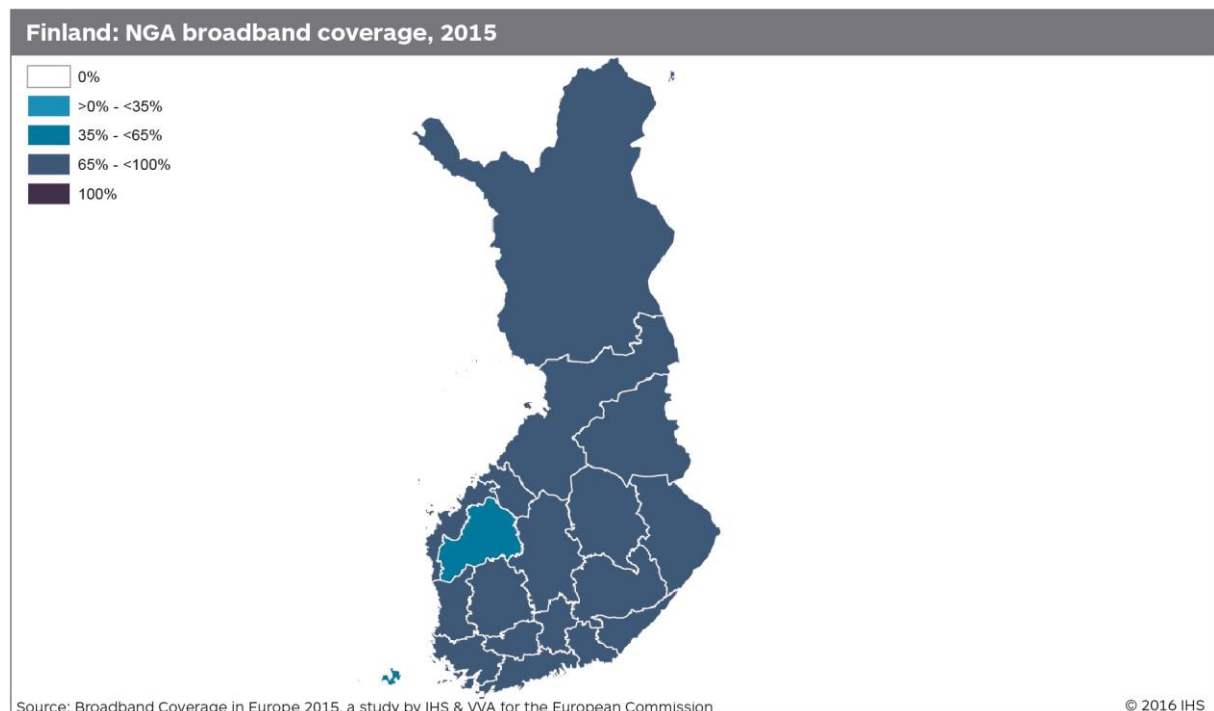 Finland: NGA broadband coverage, 2015
0%
>0% - <35%
35% - <65%
65% - <100%
100%
Source: Broadband Coverage in Europe 2015, a study by IHS & VVA for the European Commission
© 2016 IHS